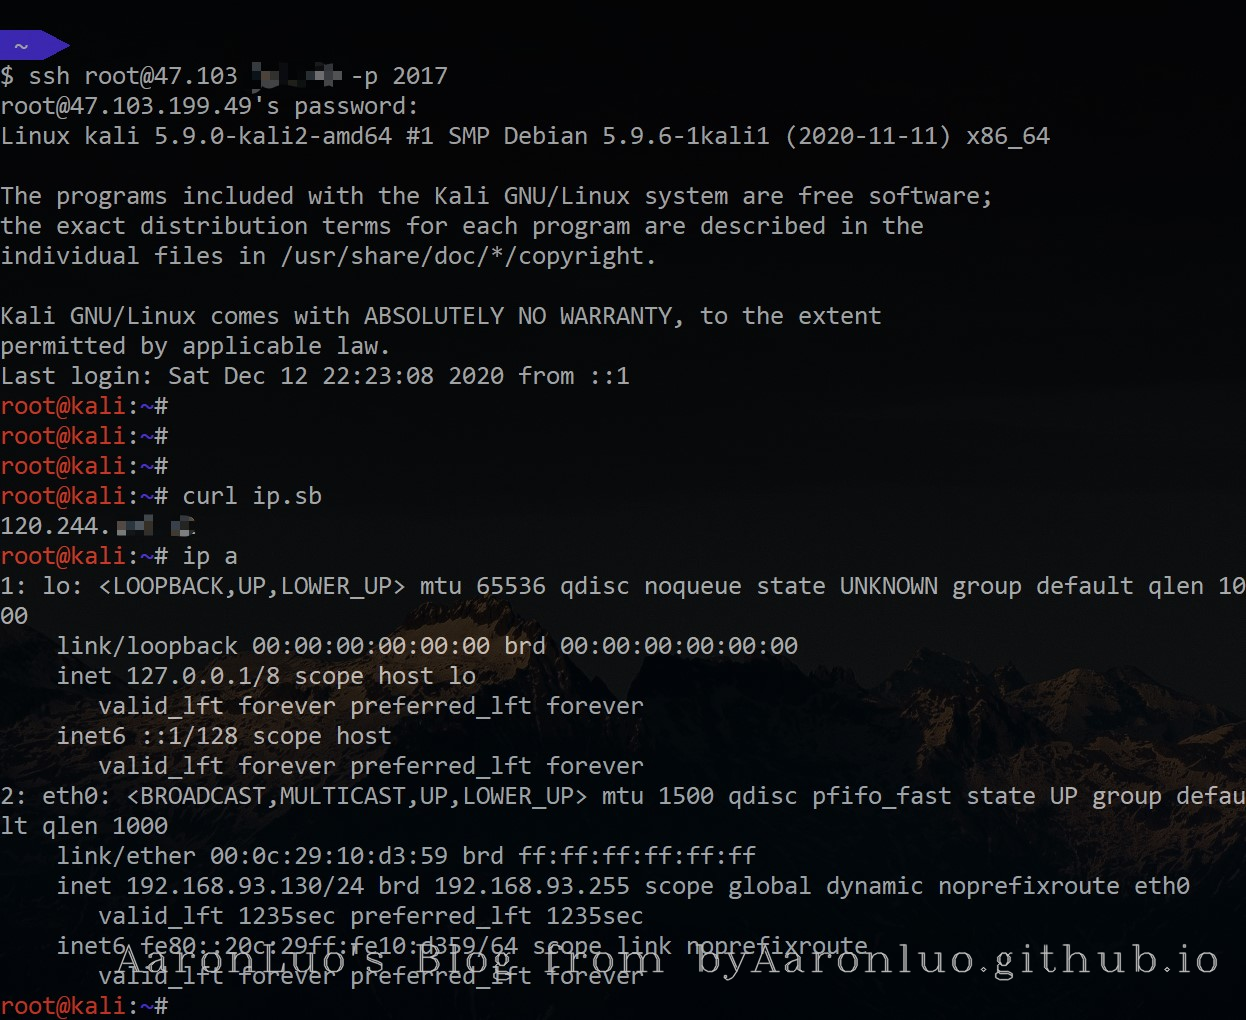 ~
$ ssh root@47.103 -p 2017
root@47.103.199.49's password:
Linux kali 5.9.0-kali2-amd64 #1 SMP Debian 5.9.6-1kali1 (2020-11-11) x86_64
The programs included with the Kali GNU/Linux system are free software;
the exact distribution terms for each program are described in the
individual files in /usr/share/doc/*/copyright.
Kali GNU/Linux comes with ABSOLUTELY NO WARRANTY, to the extent
permitted by applicable law.
Last login: Sat Dec 12 22:23:08 2020 from ::1
root@kali:~#
root@kali:~#
root@kali:~#
root@kali:~# curl ip.sb
120.244.
root@kali:~# ip a
1: lo: <LOOPBACK,UP,LOWER_UP> mtu 65536 qdisc noqueue state UNKNOWN group default qlen 10
00
link/loopback 00:00:00:00:00:00 brd 00:00:00:00:00:00
inet 127.0.0.1/8 scope host lo
valid_lft forever preferred_lft forever
inet6 ::1/128 scope host
valid_lft forever preferred_lft forever
2: eth0: <BROADCAST,MULTICAST,UP,LOWER_UP> mtu 1500 qdisc pfifo_fast state UP group defau
lt qlen 1000
link/ether 00:0c:29:10:d3:59 brd ff:ff:ff:ff:ff:ff
inet 192.168.93.130/24 brd 192.168.93.255 scope global dynamic noprefixroute eth0
valid_lft 1235sec preferred_lft 1235sec
inet6 fe80::20c:29ff:fe10:d359/64 scope link noprefixroute
AaronLuo's Blog from byAaronluo.github.io
valid_lft forever preferred_lft forever
root@kali:~#